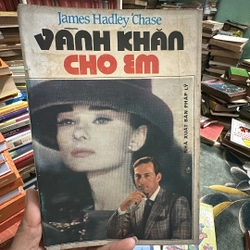 James Hadley Chase
VÀNH KHĂN
CHO EM
NHÀ XUẤT BẢN PHÁP LÝ